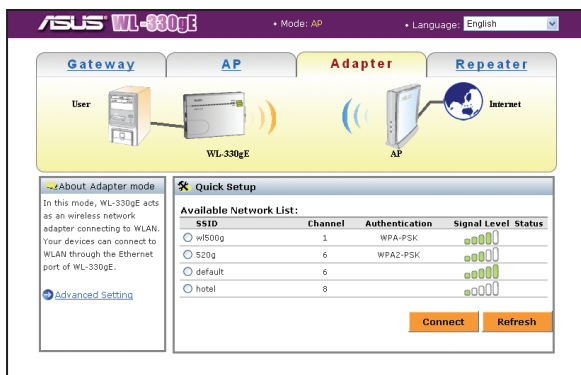 ASUS WL-330gE • Mode: AP • Language: English
Gateway AP Adapter Repeater
User WL-330gE AP Internet
About Adapter mode
In this mode, WL-330gE acts
as an wireless network
adapter connecting to WLAN.
Your devices can connect to
WLAN through the Ethernet
port of WL-330gE.
Advanced Setting
Quick Setup
Available Network List:
SSID Channel Authentication Signal Level Status
wl500g 1 WPA-PSK
520g 6 WPA2-PSK
default 6
hotel 8
Connect Refresh